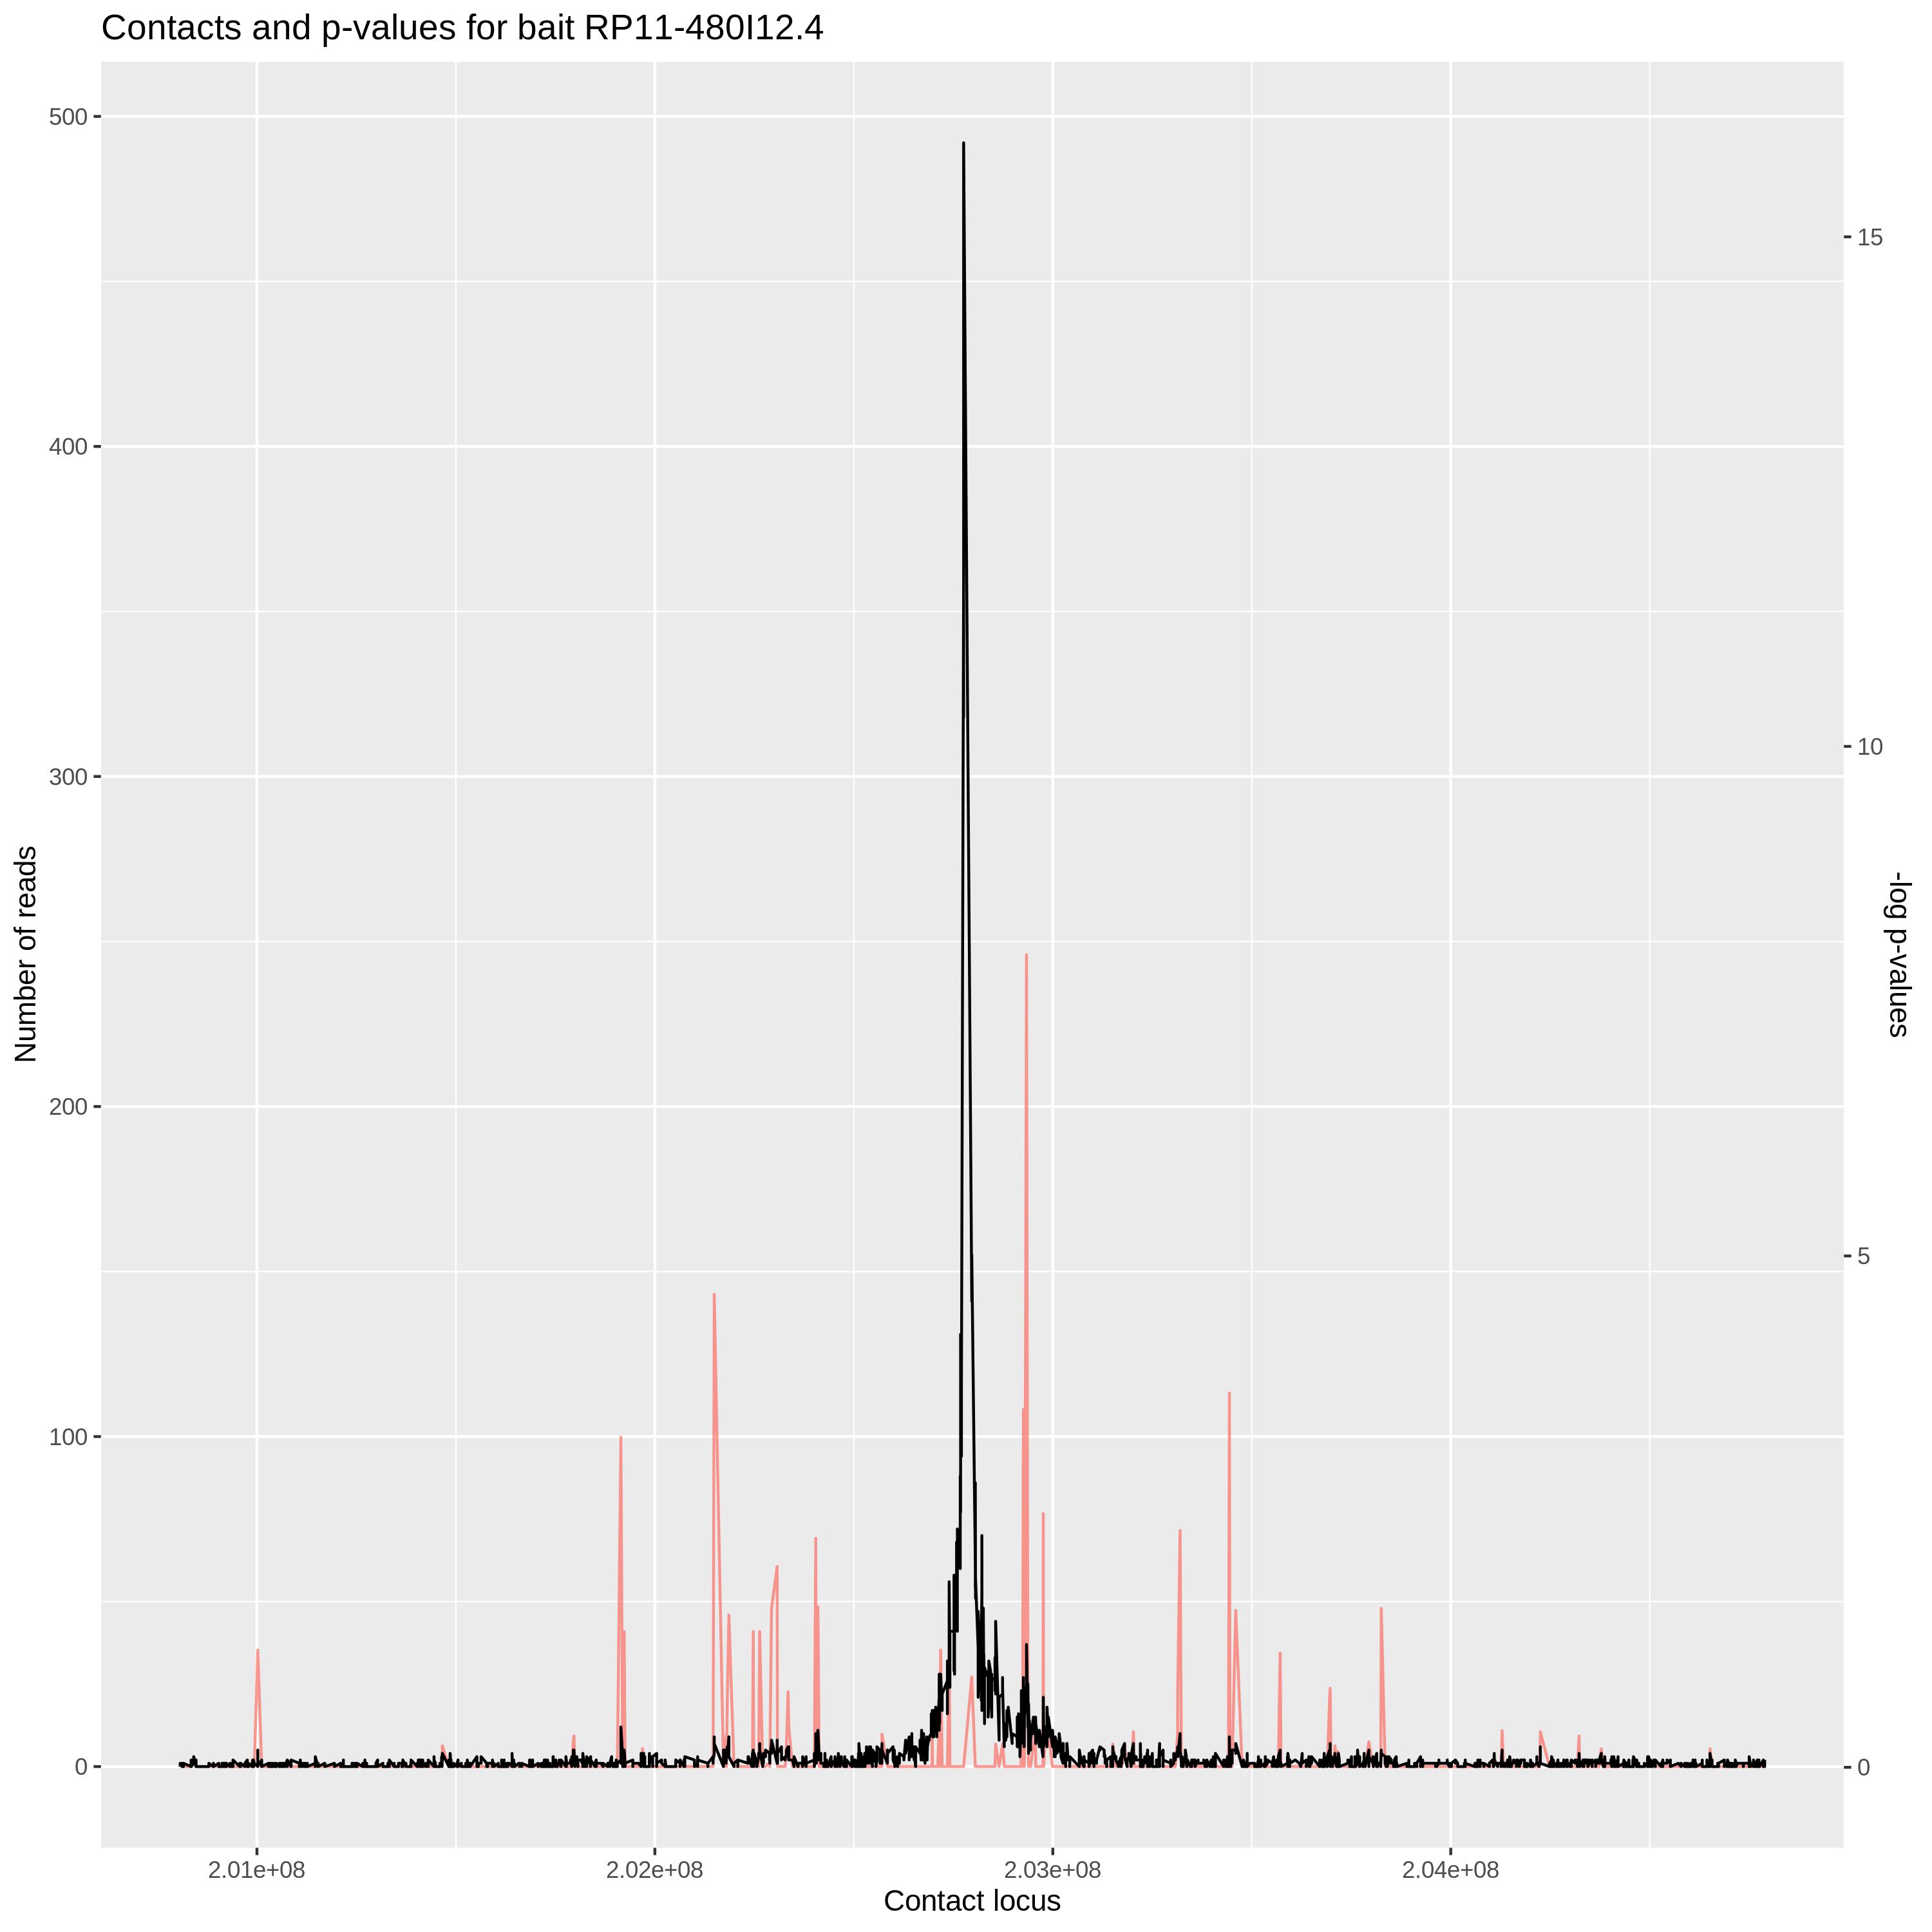 Contacts and p-values for bait RP11-480I12.4
500
400
300
200
100
0
Number of reads
15
10
5
0
-log p-values
2.01e+08
2.02e+08
2.03e+08
2.04e+08
Contact locus